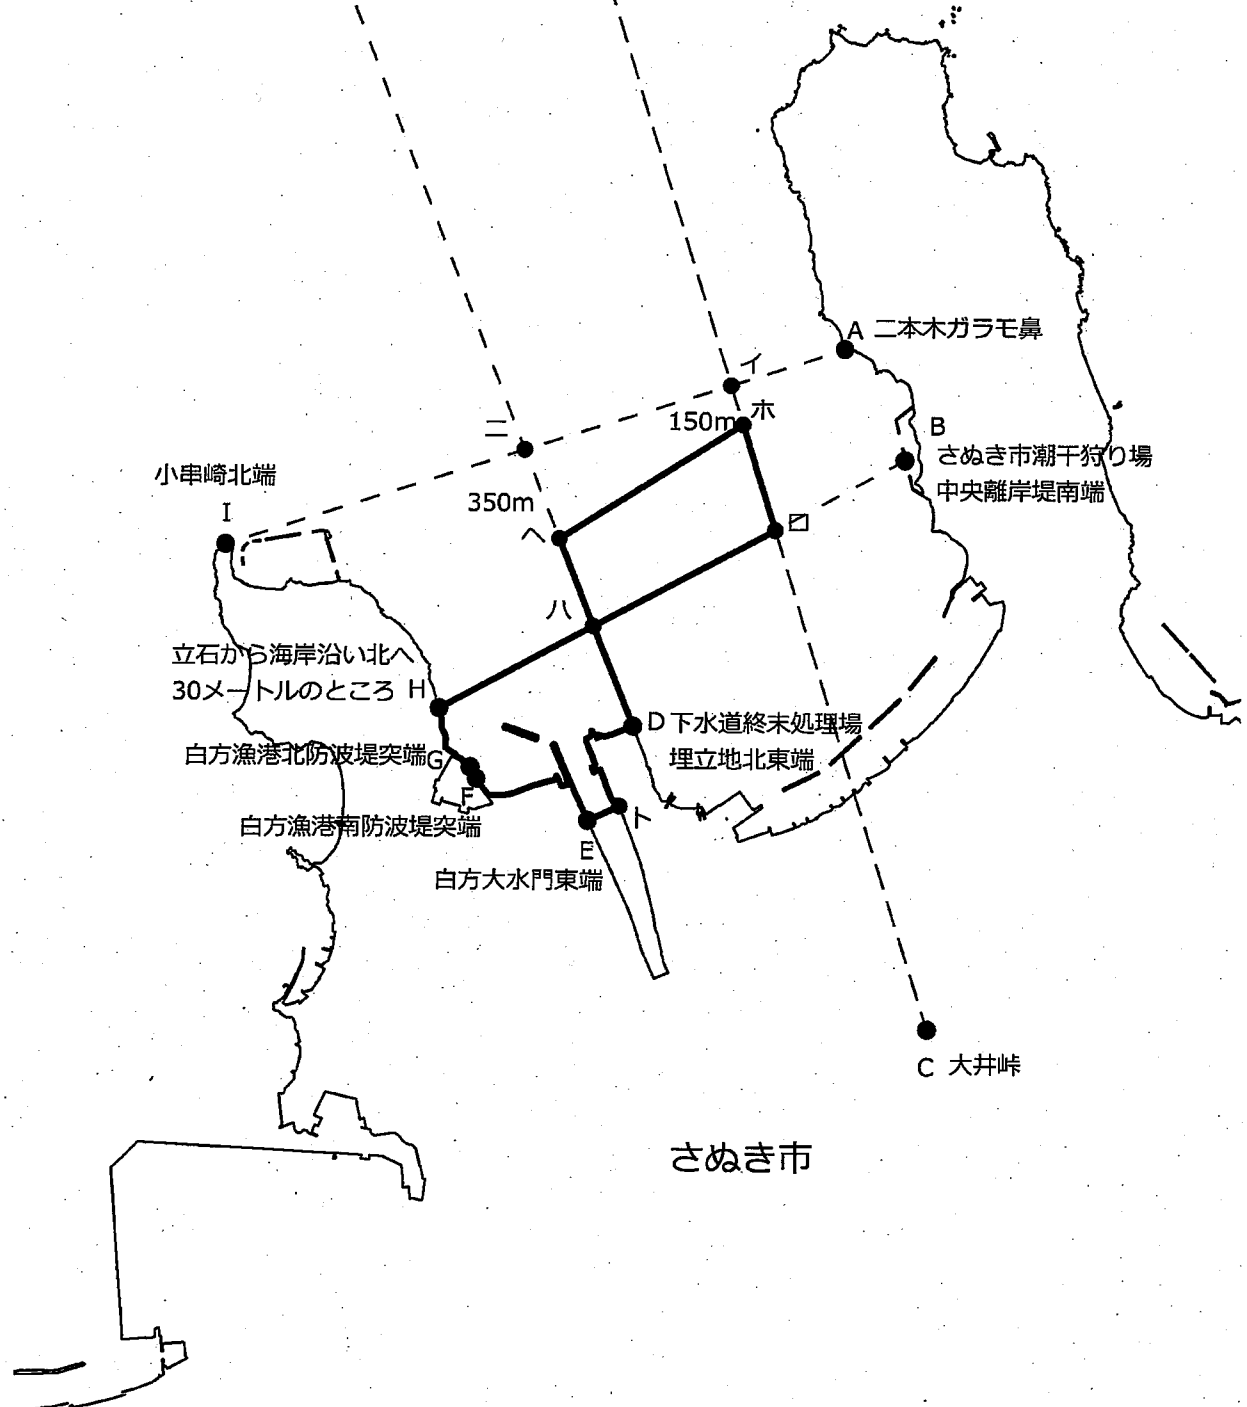 A 二本木ガラモ鼻
イ
ホ
150m
B
ニ
さぬき市潮干狩り場
小串崎北端
中央離岸堤南端
350m
I
ロ
ヘ
ハ
立石から海岸沿い北へ
30メートルのところ H
D 下水道終末処理場
白方漁港北防波堤突端 G
埋立地北東端
F
ト
白方漁港南防波堤突端
E
白方大水門東端
C 大井峠
さぬき市